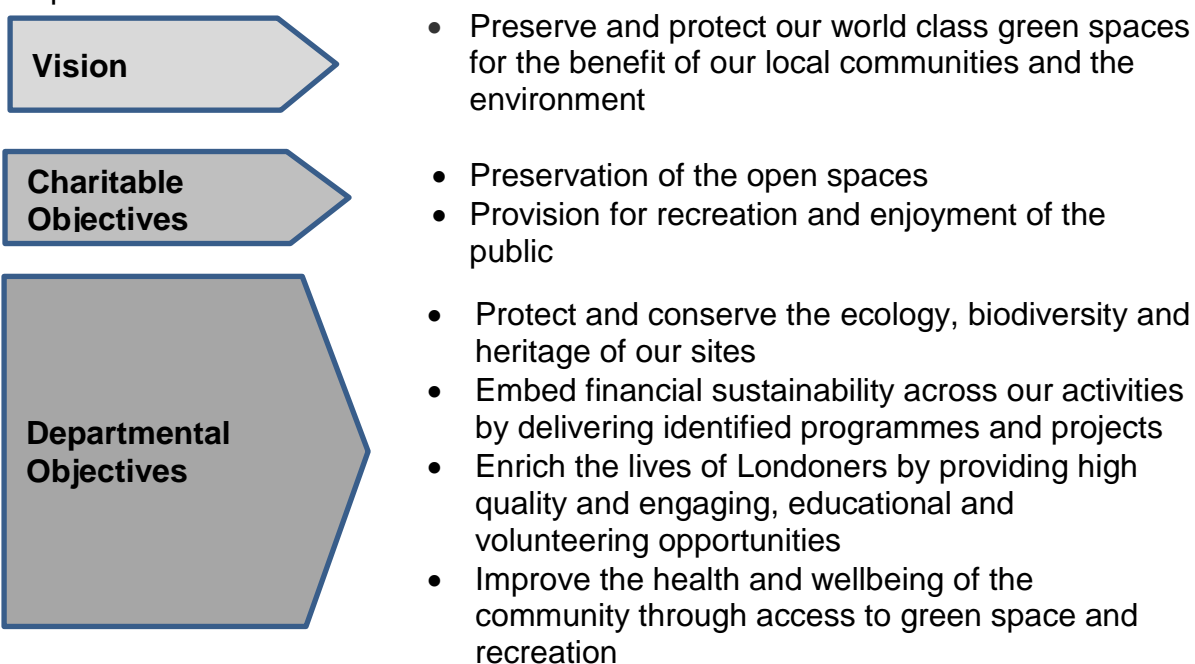 Vision
• Preserve and protect our world class green spaces
for the benefit of our local communities and the
environment
Charitable
Objectives
• Preservation of the open spaces
• Provision for recreation and enjoyment of the
public
Departmental
Objectives
• Protect and conserve the ecology, biodiversity and
heritage of our sites
• Embed financial sustainability across our activities
by delivering identified programmes and projects
• Enrich the lives of Londoners by providing high
quality and engaging, educational and
volunteering opportunities
• Improve the health and wellbeing of the
community through access to green space and
recreation